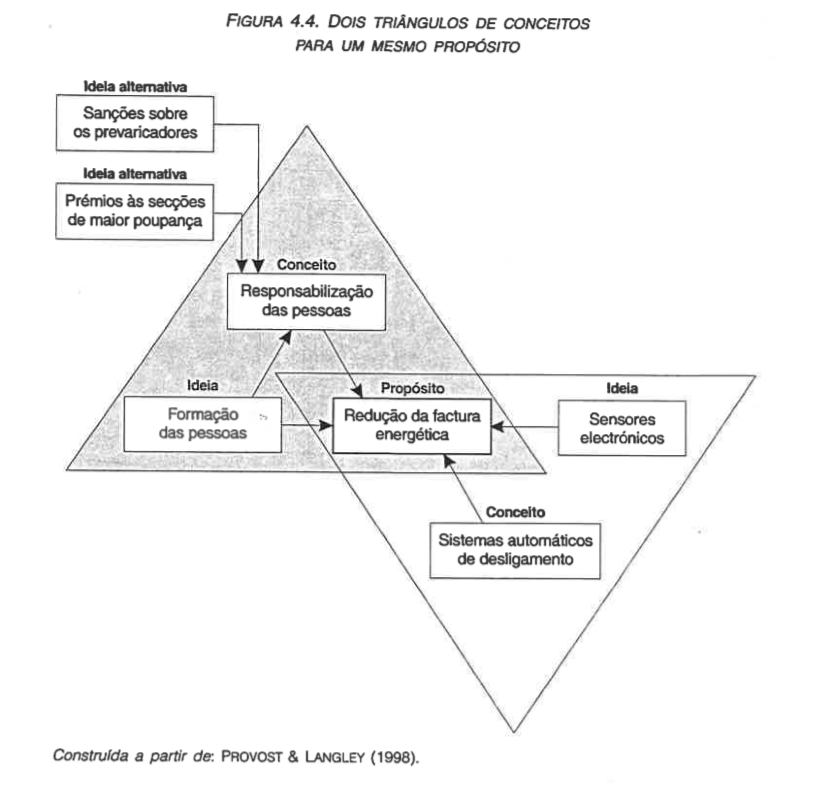 FIGURA 4.4. DOIS TRIÂNGULOS DE CONCEITOS
PARA UM MESMO PROPÓSITO
Ideia alternativa
Sanções sobre
os prevaricadores
Ideia alternativa
Prémios às secções
de maior poupança
Conceito
Responsabilização
das pessoas
Ideia
Formação
das pessoas
Propósito
Redução da factura
energética
Ideia
Sensores
electrónicos
Conceito
Sistemas automáticos
de desligamento
Construída a partir de: PROVOST & LANGLEY (1998).